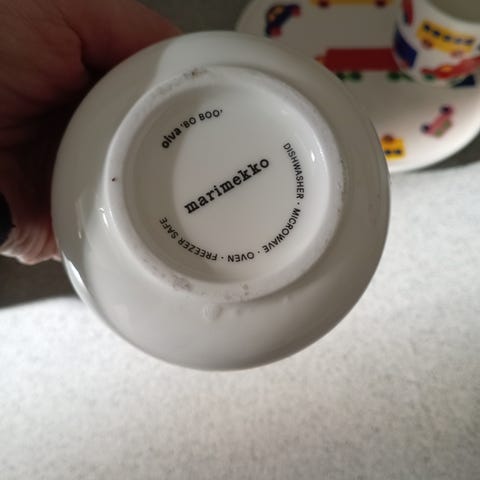 oiva 'BO BOO'
marimekko
DISHWASHER · MICROWAVE · OVEN · FREEZER SAFE